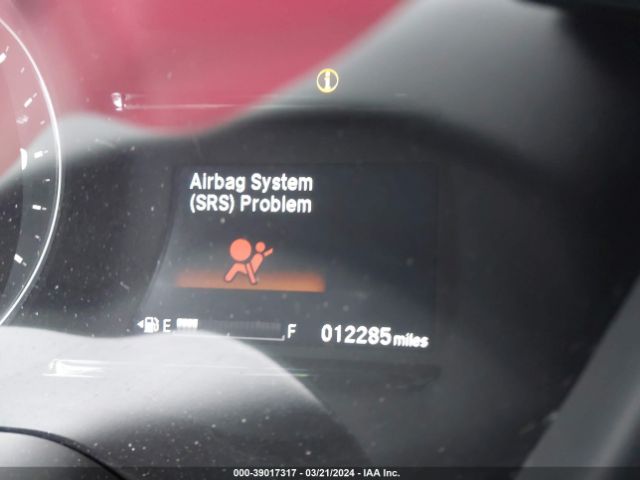 Airbag System
(SRS) Problem
E F 012285 miles
000-39017317 - 03/21/2024 - IAA Inc.